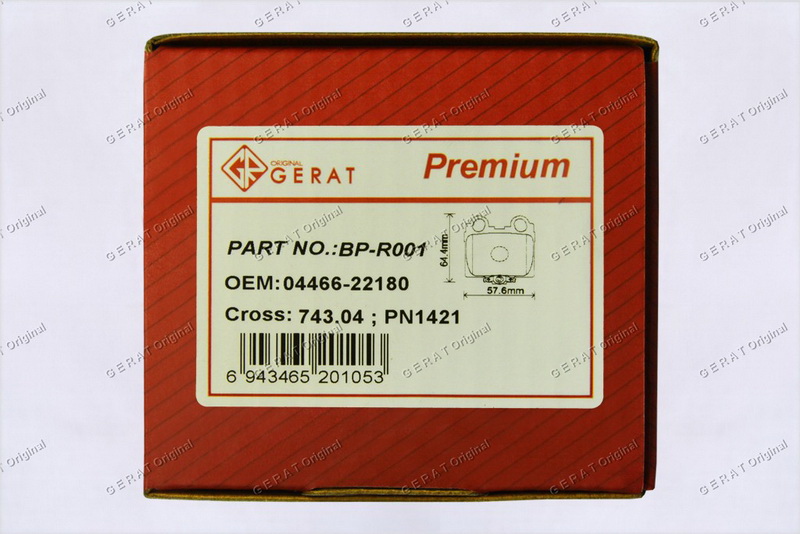 ORIGINAL
GERAT
Premium
PART NO.:BP-R001
OEM:04466-22180
Cross: 743.04 ; PN1421
64.4mm
57.6mm
6 943465 201053
GERAT Original